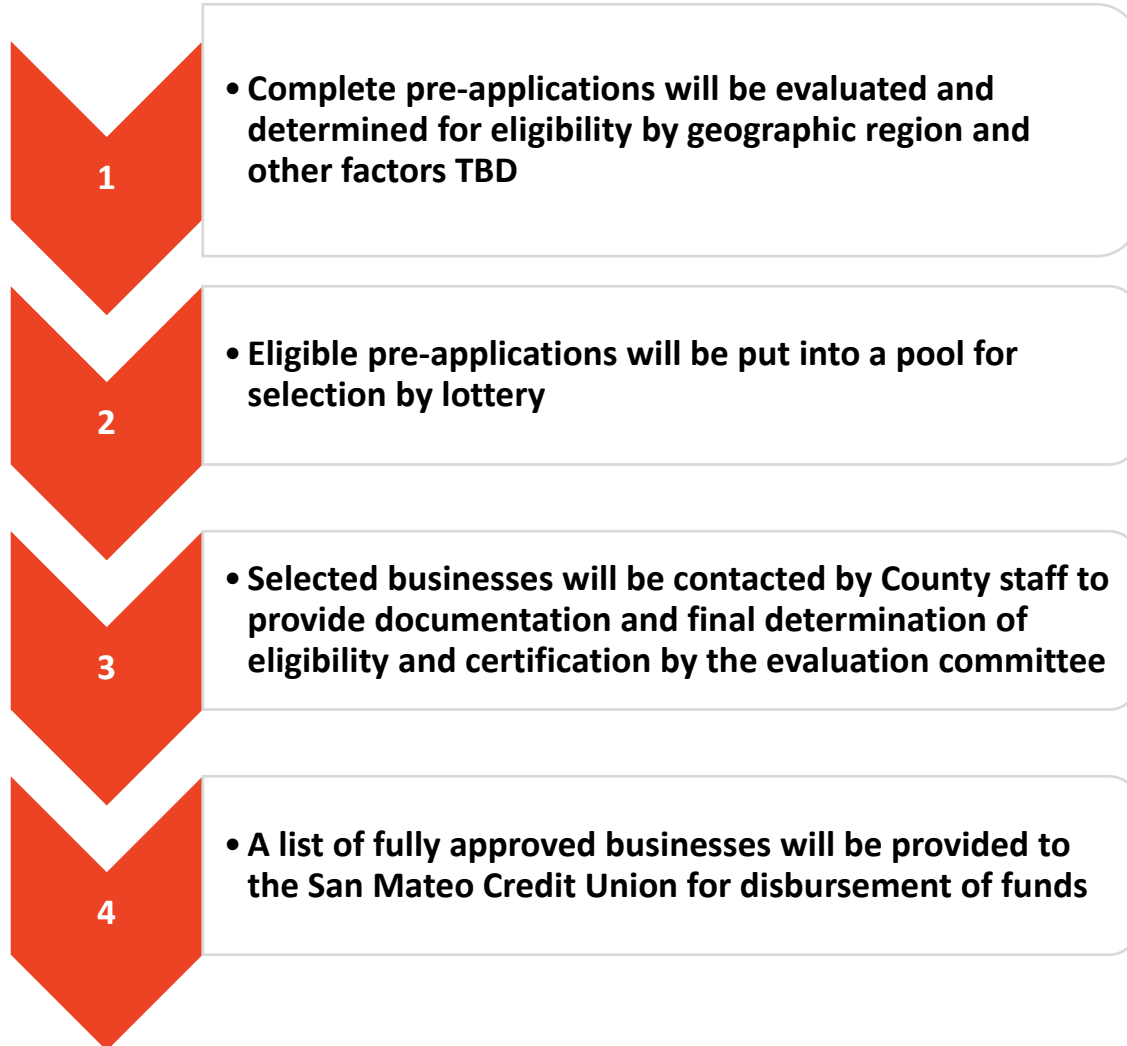 1
• Complete pre-applications will be evaluated and
determined for eligibility by geographic region and
other factors TBD
2
• Eligible pre-applications will be put into a pool for
selection by lottery
3
• Selected businesses will be contacted by County staff to
provide documentation and final determination of
eligibility and certification by the evaluation committee
4
• A list of fully approved businesses will be provided to
the San Mateo Credit Union for disbursement of funds